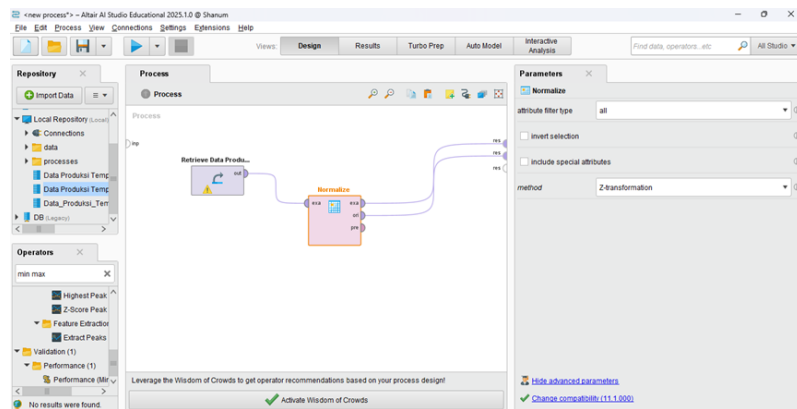 <new process*> – Altair AI Studio Educational 2025.1.0 @ Shanum
File Edit Process View Connections Settings Extensions Help
Views: Design Results Turbo Prep Auto Model Interactive Analysis Find data, operators...etc All Studio
Repository
Import Data
Local Repository (Local)
Connections
data
processes
Data Produksi Temp
Data Produksi Temp
Data_Produksi_Tem
DB (Legacy)
Operators
min max
Highest Peak
Z-Score Peak
Feature Extraction
Extract Peaks
Validation (1)
Performance (1)
Performance (Min
No results were found.
Process
Process
Process
inp
res
res
res
Retrieve Data Produ...
out
Normalize
exa exa
ori
pre
Leverage the Wisdom of Crowds to get operator recommendations based on your process design!
Activate Wisdom of Crowds
Parameters
Normalize
attribute filter type all
invert selection
include special attributes
method Z-transformation
Hide advanced parameters
Change compatibility (11.1.000)